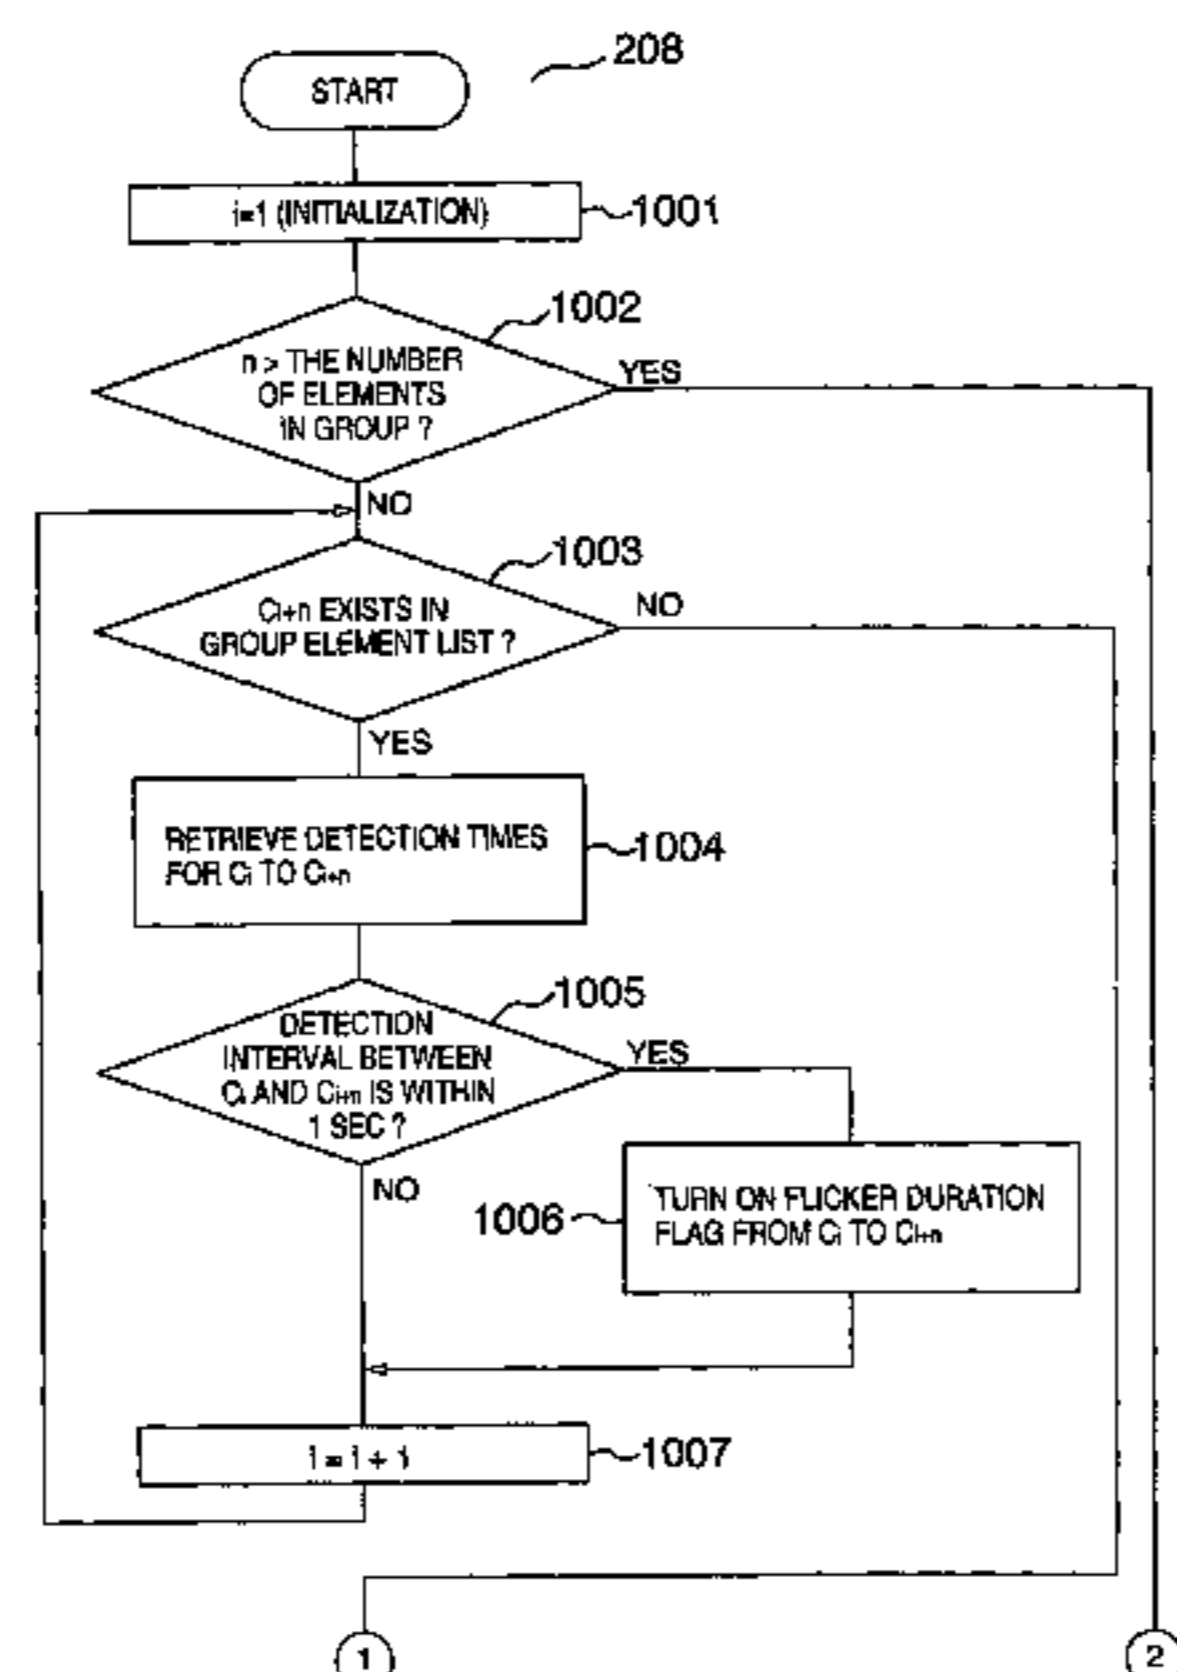 208
START
i=1 (INITIALIZATION)
1001
1002
n > THE NUMBER
OF ELEMENTS
IN GROUP ?
YES
NO
1003
Ci+n EXISTS IN
GROUP ELEMENT LIST ?
NO
YES
RETRIEVE DETECTION TIMES
FOR Ci TO Ci+n
1004
1005
DETECTION
INTERVAL BETWEEN
Ci AND Ci+n IS WITHIN
1 SEC ?
YES
NO
1006
TURN ON FLICKER DURATION
FLAG FROM Ci TO Ci+n
i = i + 1
1007
1
2